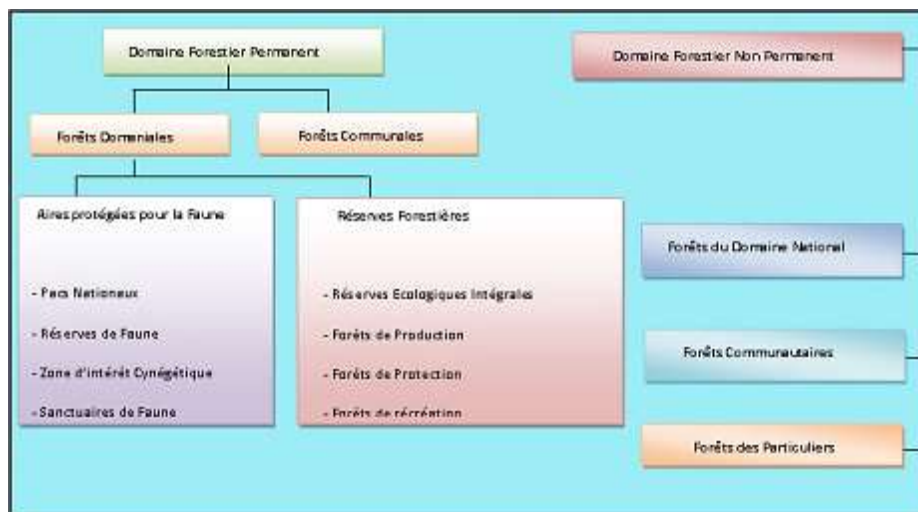 Domaine Forestier Permanent
Domaine Forestier Non Permanent
Forêts Domaniales
Forêts Communales
Aires protégées pour la Faune
- Pacs Nationaux
- Réserves de Faune
- Zone d'intérêt Cynégétique
- Sanctuaires de Faune
Réserves Forestières
- Réserves Ecologiques Intégrales
- Forêts de Production
- Forêts de Protection
- Forêts de récréation
Forêts du Domaine National
Forêts Communautaires
Forêts des Particuliers